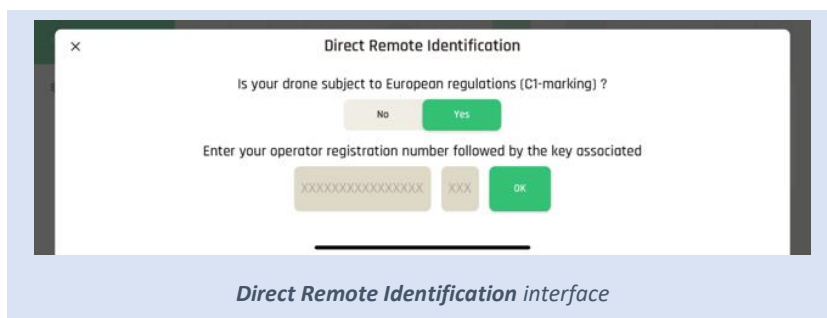 ×
Direct Remote Identification
Is your drone subject to European regulations (C1-marking) ?
No Yes
Enter your operator registration number followed by the key associated
XXXXXXXXXXXXXXXX XXX OK
Direct Remote Identification interface